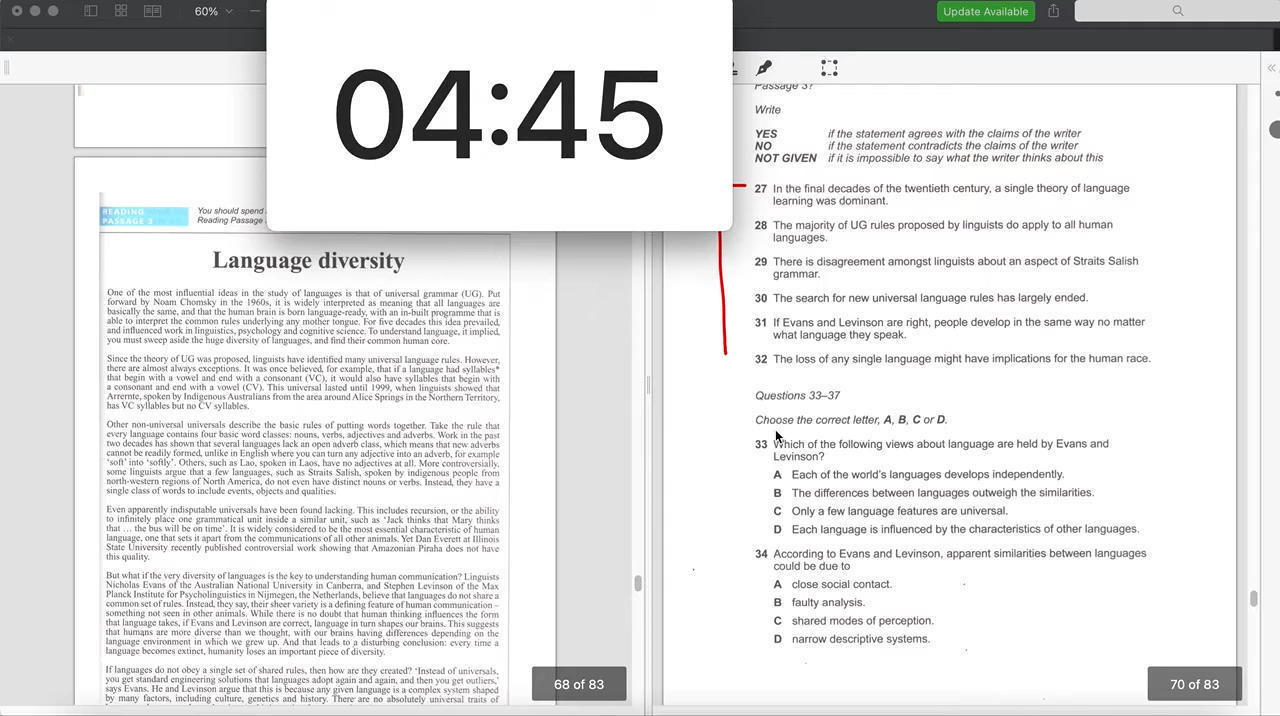 60%
Update Available
04:45
READING
PASSAGE 3
You should spend
Reading Passage
Language diversity
One of the most influential ideas in the study of languages is that of universal grammar (UG). Put
forward by Noam Chomsky in the 1960s, it is widely interpreted as meaning that all languages are
basically the same, and that the human brain is born language-ready, with an in-built programme that is
able to interpret the common rules underlying any mother tongue. For five decades this idea prevailed,
and influenced work in linguistics, psychology and cognitive science. To understand language, it implied,
you must sweep aside the huge diversity of languages, and find their common human core.
Since the theory of UG was proposed, linguists have identified many universal language rules. However,
there are almost always exceptions. It was once believed, for example, that if a language had syllables*
that begin with a vowel and end with a consonant (VC), it would also have syllables that begin with
a consonant and end with a vowel (CV). This universal lasted until 1999, when linguists showed that
Arrernte, spoken by Indigenous Australians from the area around Alice Springs in the Northern Territory,
has VC syllables but no CV syllables.
Other non-universal universals describe the basic rules of putting words together. Take the rule that
every language contains four basic word classes: nouns, verbs, adjectives and adverbs. Work in the past
two decades has shown that several languages lack an open adverb class, which means that new adverbs
cannot be readily formed, unlike in English where you can turn any adjective into an adverb, for example
'soft' into 'softly'. Others, such as Lao, spoken in Laos, have no adjectives at all. More controversially,
some linguists argue that a few languages, such as Straits Salish, spoken by indigenous people from
north-western regions of North America, do not even have distinct nouns or verbs. Instead, they have a
single class of words to include events, objects and qualities.
Even apparently indisputable universals have been found lacking. This includes recursion, or the ability
to infinitely place one grammatical unit inside a similar unit, such as 'Jack thinks that Mary thinks
that ... the bus will be on time'. It is widely considered to be the most essential characteristic of human
language, one that sets it apart from the communications of all other animals. Yet Dan Everett at Illinois
State University recently published controversial work showing that Amazonian Piraha does not have
this quality.
But what if the very diversity of languages is the key to understanding human communication? Linguists
Nicholas Evans of the Australian National University in Canberra, and Stephen Levinson of the Max
Planck Institute for Psycholinguistics in Nijmegen, the Netherlands, believe that languages do not share a
common set of rules. Instead, they say, their sheer variety is a defining feature of human communication –
something not seen in other animals. While there is no doubt that human thinking influences the form
that language takes, if Evans and Levinson are correct, language in turn shapes our brains. This suggests
that humans are more diverse than we thought, with our brains having differences depending on the
language environment in which we grew up. And that leads to a disturbing conclusion: every time a
language becomes extinct, humanity loses an important piece of diversity.
If languages do not obey a single set of shared rules, then how are they created? 'Instead of universals,
you get standard engineering solutions that languages adopt again and again, and then you get outliers,'
says Evans. He and Levinson argue that this is because any given language is a complex system shaped
by many factors, including culture, genetics and history. There are no absolutely universal traits of
68 of 83
Passage 3?
Write
YES if the statement agrees with the claims of the writer
NO if the statement contradicts the claims of the writer
NOT GIVEN if it is impossible to say what the writer thinks about this
27 In the final decades of the twentieth century, a single theory of language
learning was dominant.
28 The majority of UG rules proposed by linguists do apply to all human
languages.
29 There is disagreement amongst linguists about an aspect of Straits Salish
grammar.
30 The search for new universal language rules has largely ended.
31 If Evans and Levinson are right, people develop in the same way no matter
what language they speak.
32 The loss of any single language might have implications for the human race.
Questions 33–37
Choose the correct letter, A, B, C or D.
33 Which of the following views about language are held by Evans and
Levinson?
A Each of the world's languages develops independently.
B The differences between languages outweigh the similarities.
C Only a few language features are universal.
D Each language is influenced by the characteristics of other languages.
34 According to Evans and Levinson, apparent similarities between languages
could be due to
A close social contact.
B faulty analysis.
C shared modes of perception.
D narrow descriptive systems.
70 of 83